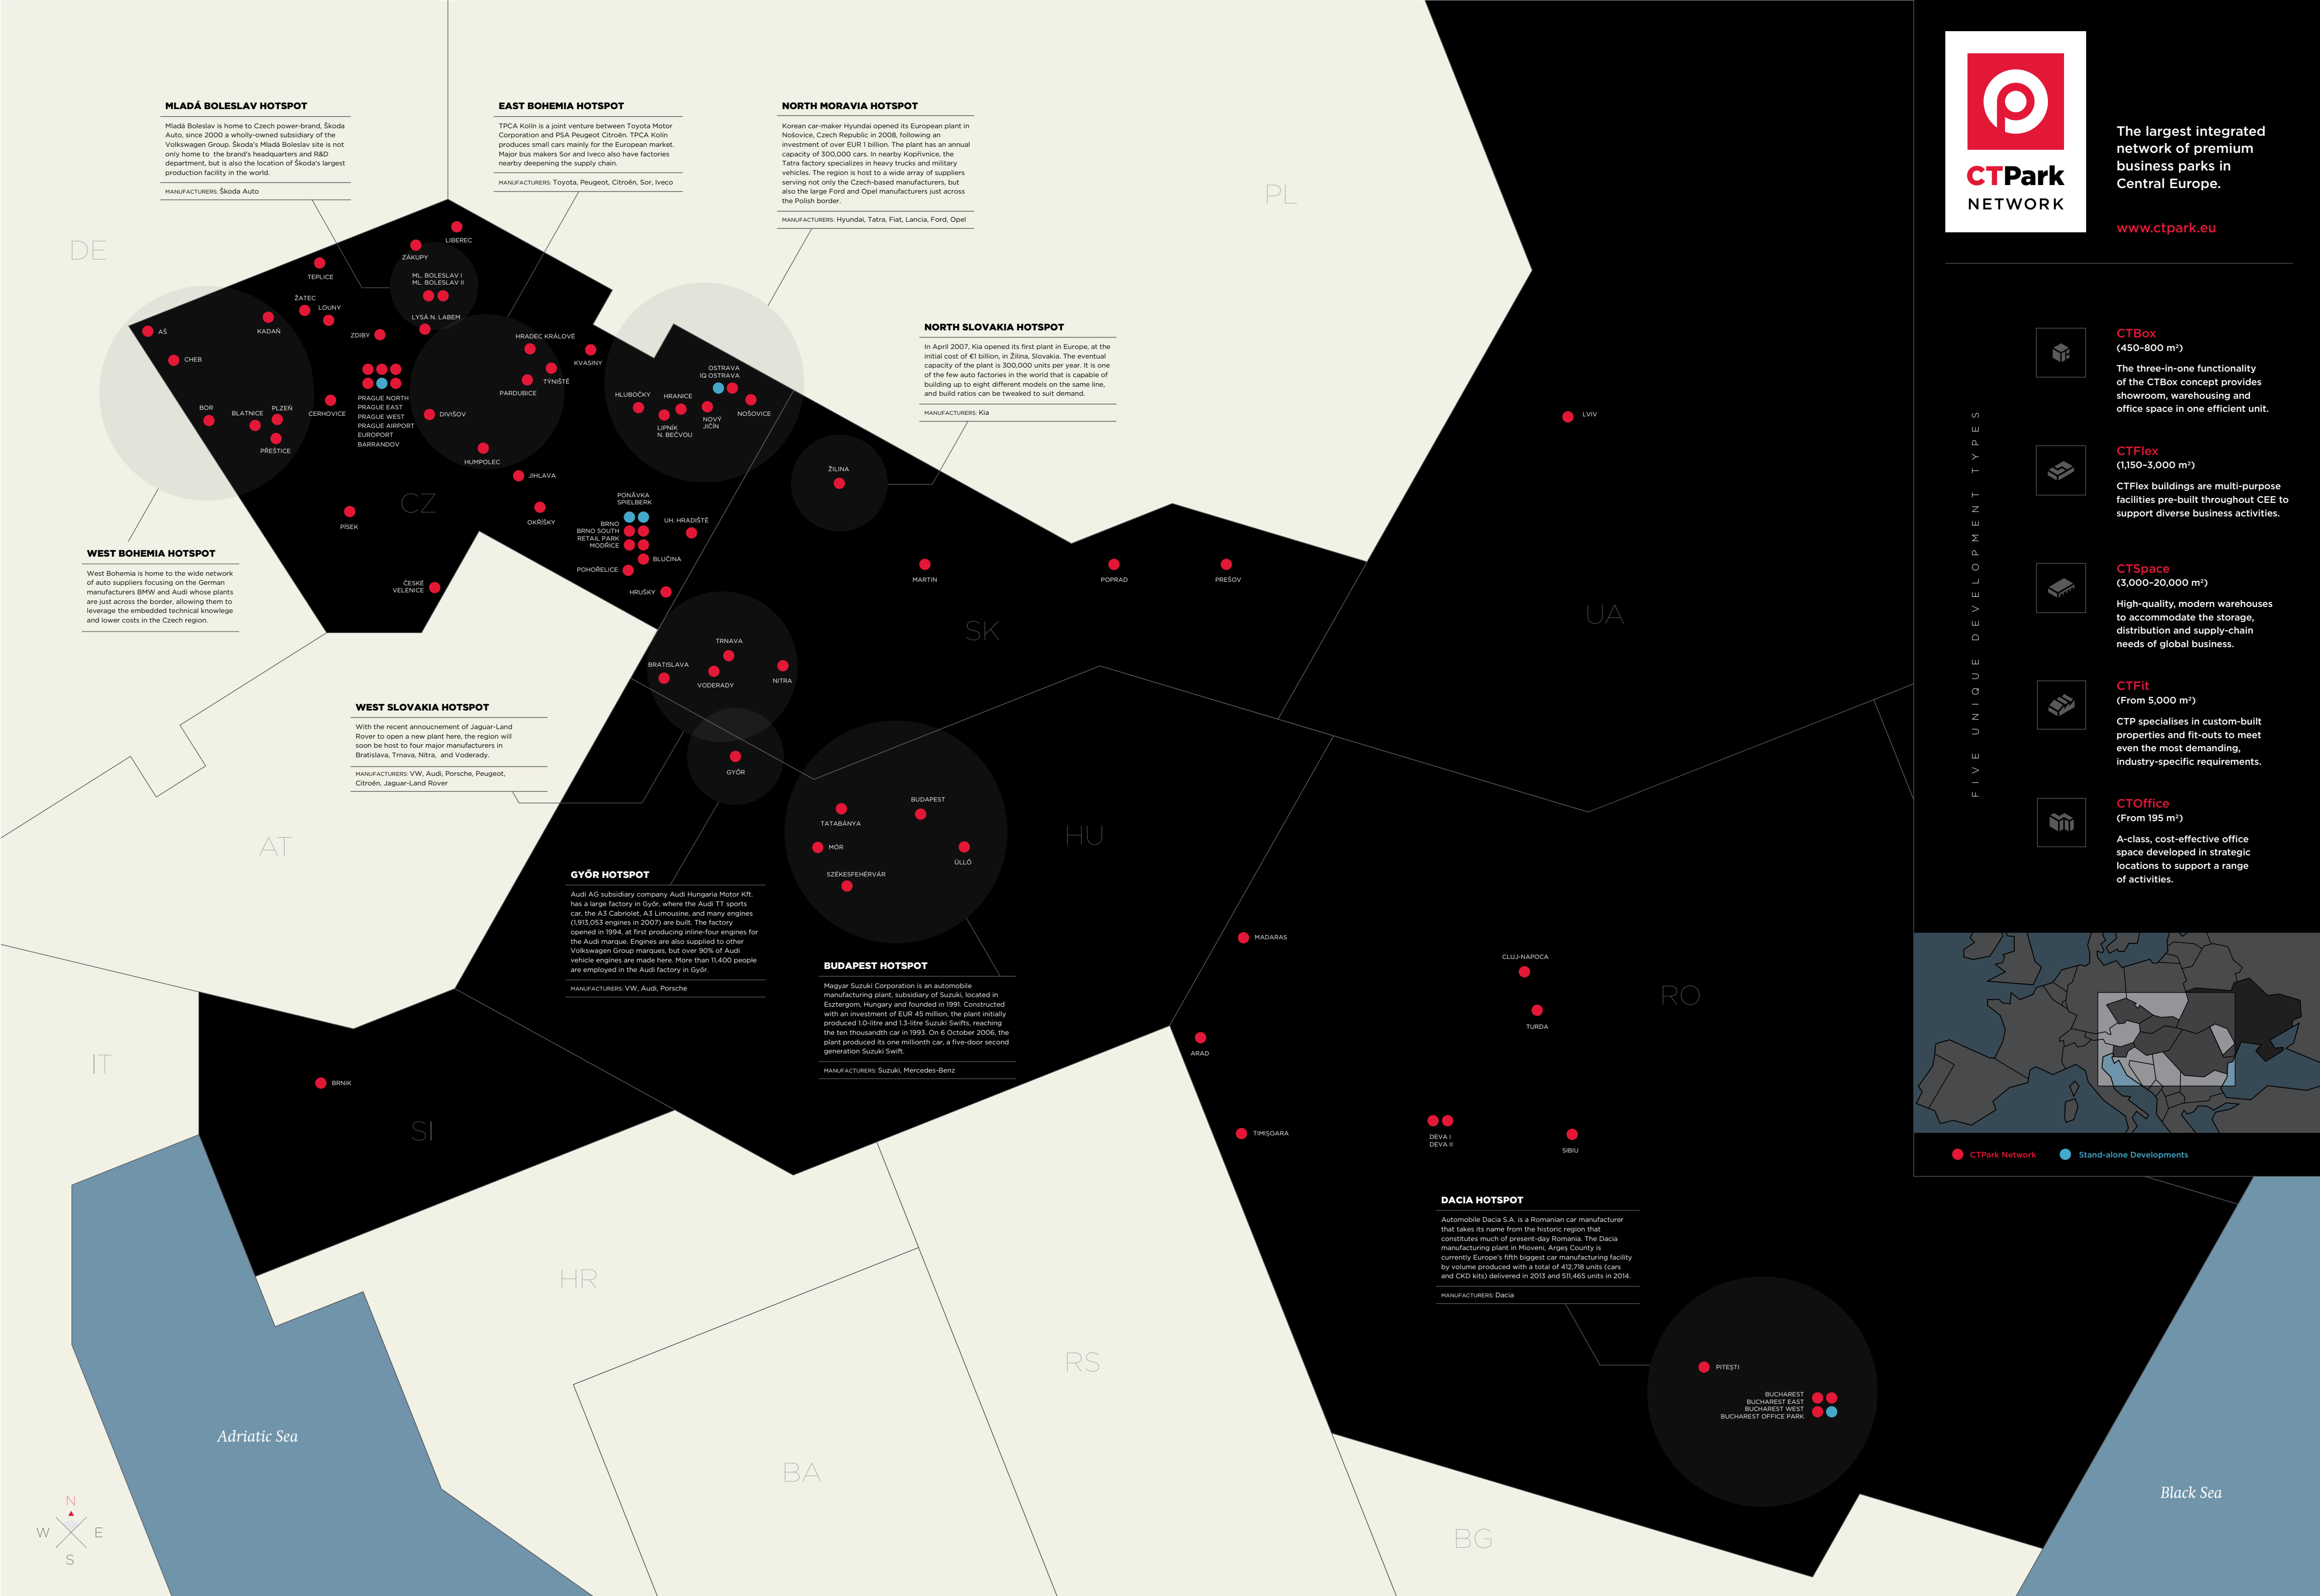 MLADÁ BOLESLAV HOTSPOT
Mladá Boleslav is home to Czech power-brand, Škoda
Auto, since 2000 a wholly-owned subsidiary of the
Volkswagen Group. Škoda's Mladá Boleslav site is not
only home to the brand's headquarters and R&D
department, but is also the location of Škoda's largest
production facility in the world.
MANUFACTURERS: Škoda Auto
EAST BOHEMIA HOTSPOT
TPCA Kolín is a joint venture between Toyota Motor
Corporation and PSA Peugeot Citroën. TPCA Kolín
produces small cars mainly for the European market.
Major bus makers Sor and Iveco also have factories
nearby deepening the supply chain.
MANUFACTURERS: Toyota, Peugeot, Citroën, Sor, Iveco
NORTH MORAVIA HOTSPOT
Korean car-maker Hyundai opened its European plant in
Nošovice, Czech Republic in 2008, following an
investment of over EUR 1 billion. The plant has an annual
capacity of 300,000 cars. In nearby Kopřivnice, the
Tatra factory specializes in heavy trucks and military
vehicles. The region is host to a wide array of suppliers
serving not only the Czech-based manufacturers, but
also the large Ford and Opel manufacturers just across
the Polish border.
MANUFACTURERS: Hyundai, Tatra, Fiat, Lancia, Ford, Opel
NORTH SLOVAKIA HOTSPOT
In April 2007, Kia opened its first plant in Europe, at the
initial cost of €1 billion, in Žilina, Slovakia. The eventual
capacity of the plant is 300,000 units per year. It is one
of the few auto factories in the world that is capable of
building up to eight different models on the same line,
and build ratios can be tweaked to suit demand.
MANUFACTURERS: Kia
DE
PL
LIBEREC
ZÁKUPY
TEPLICE
ML. BOLESLAV I
ML. BOLESLAV II
ŽATEC
LOUNY
LYSÁ N. LABEM
KADAŇ
AŠ
ZDIBY
CHEB
HRADEC KRÁLOVÉ
KVASINY
TÝNIŠTĚ
PARDUBICE
OSTRAVA
IQ OSTRAVA
HLUBOČKY
HRANICE
LIPNÍK
N. BEČVOU
NOVÝ
JIČÍN
NOŠOVICE
BOR
BLATNICE
PLZEŇ
PŘEŠTICE
CERHOVICE
PRAGUE NORTH
PRAGUE EAST
PRAGUE WEST
PRAGUE AIRPORT
EUROPORT
BARRANDOV
DIVIŠOV
HUMPOLEC
JIHLAVA
CZ
PÍSEK
OKŘÍŠKY
PONÁVKA
SPIELBERK
BRNO
BRNO SOUTH
RETAIL PARK
MODŘICE
UH. HRADIŠTĚ
BLUČINA
POHOŘELICE
HRUŠKY
ČESKÉ
VELENICE
ŽILINA
MARTIN
POPRAD
PREŠOV
LVIV
UA
SK
WEST BOHEMIA HOTSPOT
West Bohemia is home to the wide network
of auto suppliers focusing on the German
manufacturers BMW and Audi whose plants
are just across the border, allowing them to
leverage the embedded technical knowlege
and lower costs in the Czech region.
TRNAVA
BRATISLAVA
VODERADY
NITRA
WEST SLOVAKIA HOTSPOT
With the recent annoucnement of Jaguar-Land
Rover to open a new plant here, the region will
soon be host to four major manufacturers in
Bratislava, Trnava, Nitra, and Voderady.
MANUFACTURERS: VW, Audi, Porsche, Peugeot,
Citroën, Jaguar-Land Rover
GYŐR
AT
TATABÁNYA
BUDAPEST
MÓR
ÜLLŐ
SZÉKESFEHÉRVÁR
HU
GYŐR HOTSPOT
Audi AG subsidiary company Audi Hungaria Motor Kft.
has a large factory in Győr, where the Audi TT sports
car, the A3 Cabriolet, A3 Limousine, and many engines
(1,913,053 engines in 2007) are built. The factory
opened in 1994, at first producing inline-four engines for
the Audi marque. Engines are also supplied to other
Volkswagen Group marques, but over 90% of Audi
vehicle engines are made here. More than 11,400 people
are employed in the Audi factory in Győr.
MANUFACTURERS: VW, Audi, Porsche
BUDAPEST HOTSPOT
Magyar Suzuki Corporation is an automobile
manufacturing plant, subsidiary of Suzuki, located in
Esztergom, Hungary and founded in 1991. Constructed
with an investment of EUR 45 million, the plant initially
produced 1.0-litre and 1.3-litre Suzuki Swifts, reaching
the ten thousandth car in 1993. On 6 October 2006, the
plant produced its one millionth car, a five-door second
generation Suzuki Swift.
MANUFACTURERS: Suzuki, Mercedes-Benz
MADARAS
CLUJ-NAPOCA
RO
TURDA
ARAD
TIMIȘOARA
DEVA I
DEVA II
SIBIU
IT
BRNIK
SI
DACIA HOTSPOT
Automobile Dacia S.A. is a Romanian car manufacturer
that takes its name from the historic region that
constitutes much of present-day Romania. The Dacia
manufacturing plant in Mioveni, Argeș County is
currently Europe's fifth biggest car manufacturing facility
by volume produced with a total of 412,718 units (cars
and CKD kits) delivered in 2013 and 511,465 units in 2014.
MANUFACTURERS: Dacia
HR
RS
PITEȘTI
BUCHAREST
BUCHAREST EAST
BUCHAREST WEST
BUCHAREST OFFICE PARK
Adriatic Sea
BA
BG
Black Sea
N
W
E
S
P
CTPark
NETWORK
The largest integrated
network of premium
business parks in
Central Europe.
www.ctpark.eu
FIVE UNIQUE DEVELOPMENT TYPES
CTBox
(450–800 m²)
The three-in-one functionality
of the CTBox concept provides
showroom, warehousing and
office space in one efficient unit.
CTFlex
(1,150–3,000 m²)
CTFlex buildings are multi-purpose
facilities pre-built throughout CEE to
support diverse business activities.
CTSpace
(3,000–20,000 m²)
High-quality, modern warehouses
to accommodate the storage,
distribution and supply-chain
needs of global business.
CTFit
(From 5,000 m²)
CTP specialises in custom-built
properties and fit-outs to meet
even the most demanding,
industry-specific requirements.
CTOffice
(From 195 m²)
A-class, cost-effective office
space developed in strategic
locations to support a range
of activities.
CTPark Network
Stand-alone Developments